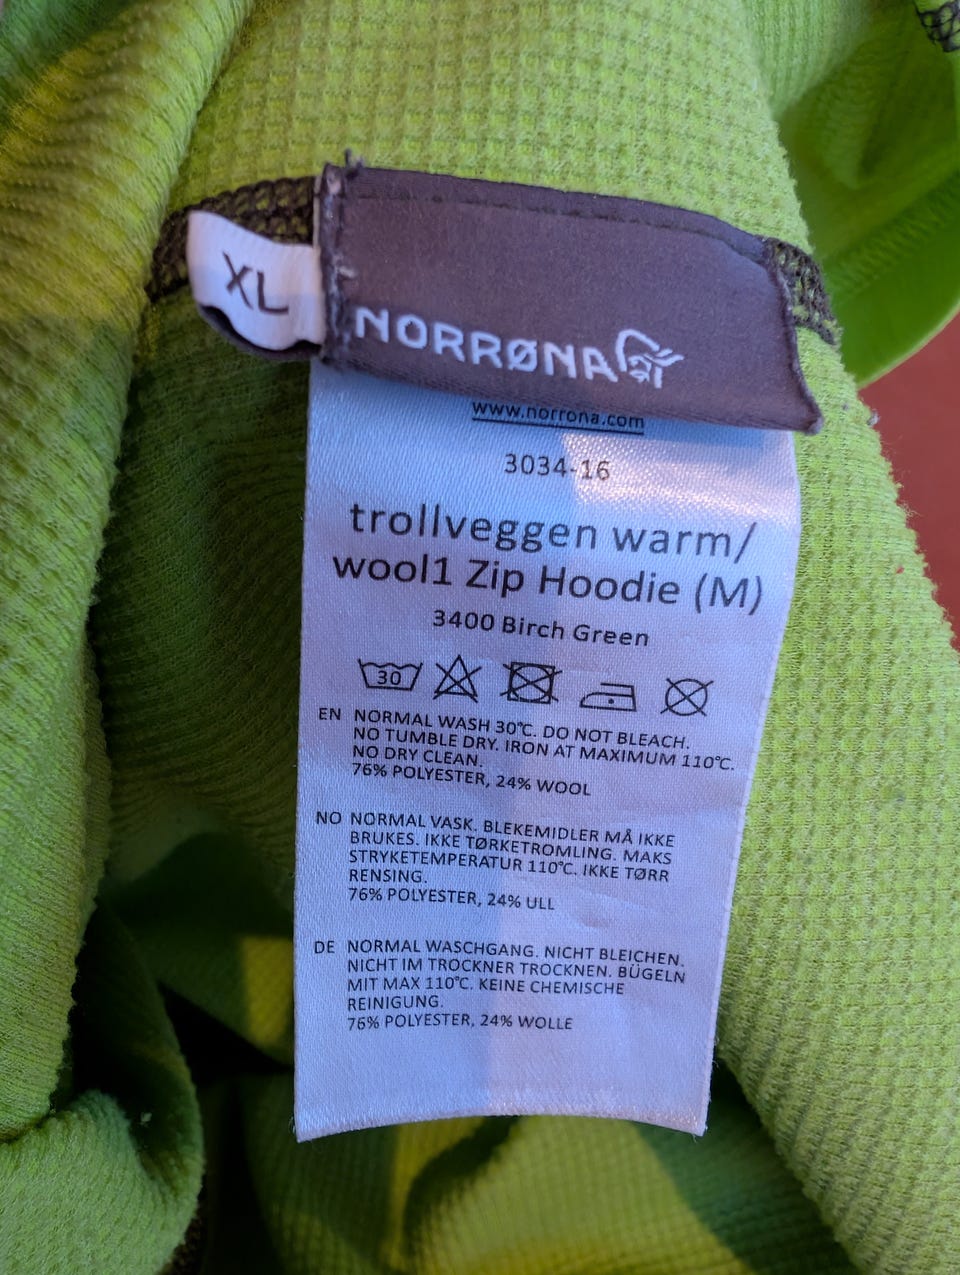 XL
NORRØNA
www.norrona.com
3034-16
trollveggen warm/
wool1 Zip Hoodie (M)
3400 Birch Green
30
EN NORMAL WASH 30℃. DO NOT BLEACH.
NO TUMBLE DRY. IRON AT MAXIMUM 110℃.
NO DRY CLEAN.
76% POLYESTER, 24% WOOL
NO NORMAL VASK. BLEKEMIDLER MÅ IKKE
BRUKES. IKKE TØRKETROMLING. MAKS
STRYKETEMPERATUR 110℃. IKKE TØRR
RENSING.
76% POLYESTER, 24% ULL
DE NORMAL WASCHGANG. NICHT BLEICHEN.
NICHT IM TROCKNER TROCKNEN. BÜGELN
MIT MAX 110℃. KEINE CHEMISCHE
REINIGUNG.
76% POLYESTER, 24% WOLLE